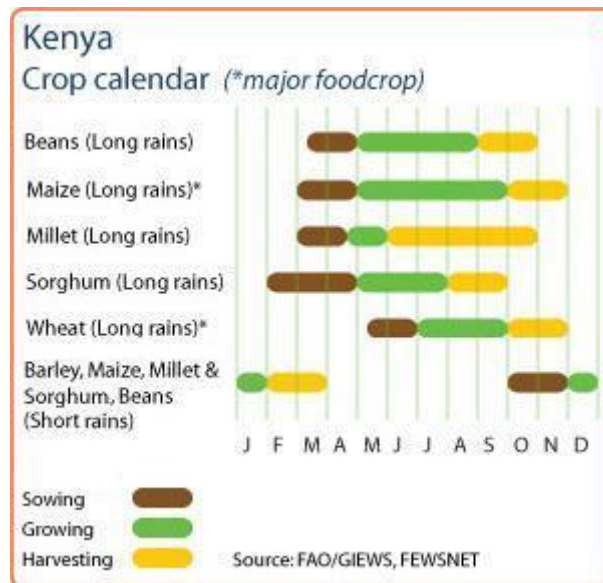 Kenya
Crop calendar (*major foodcrop)
Beans (Long rains)
Maize (Long rains)*
Millet (Long rains)
Sorghum (Long rains)
Wheat (Long rains)*
Barley, Maize, Millet &
Sorghum, Beans
(Short rains)
J F M A M J J A S O N D
Sowing
Growing
Harvesting Source: FAO/GIEWS, FEWSNET